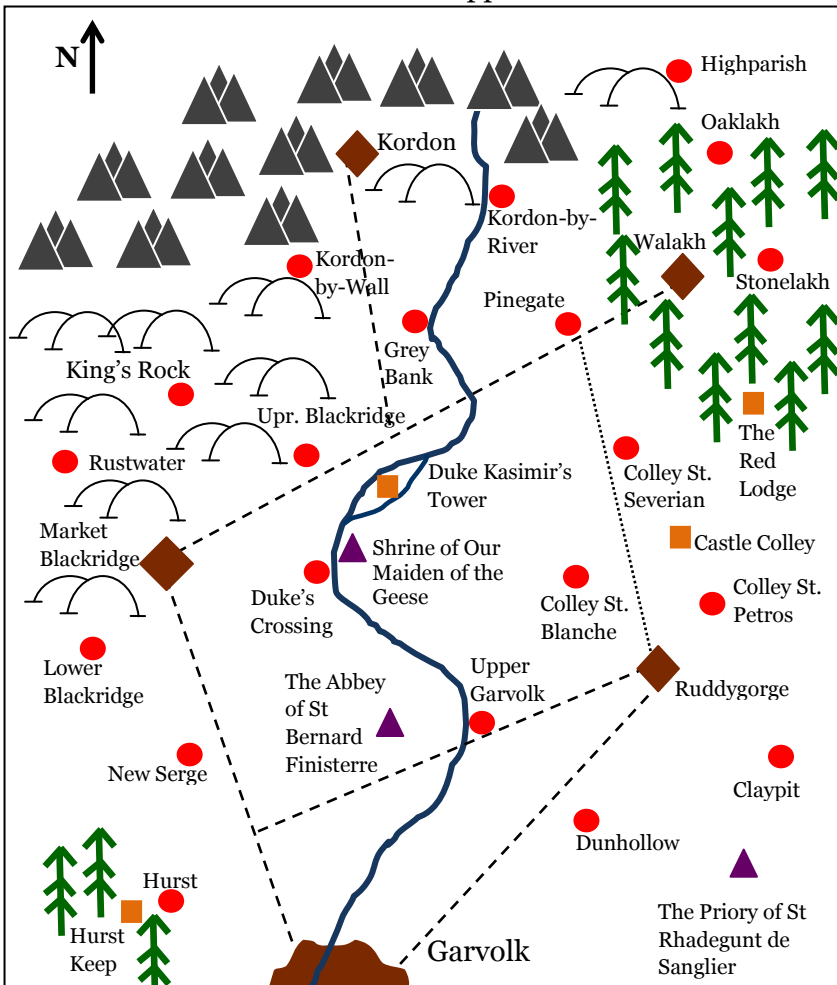 N
Highparish
Oaklakh
Kordon
Kordon-by-
River
Walakh
Stonelakh
Kordon-
by-Wall
Pinegate
Grey
Bank
King's Rock
Upr. Blackridge
Rustwater
Duke Kasimir's
Tower
Colley St.
Severian
The
Red
Lodge
Market
Blackridge
Shrine of Our
Maiden of the
Geese
Castle Colley
Duke's
Crossing
Colley St.
Blanche
Colley St.
Petros
Lower
Blackridge
The Abbey
of St
Bernard
Finisterre
Upper
Garvolk
Ruddygorge
New Serge
Claypit
Dunhollow
Hurst
Hurst
Keep
Garvolk
The Priory of St
Rhadegunt de
Sanglier